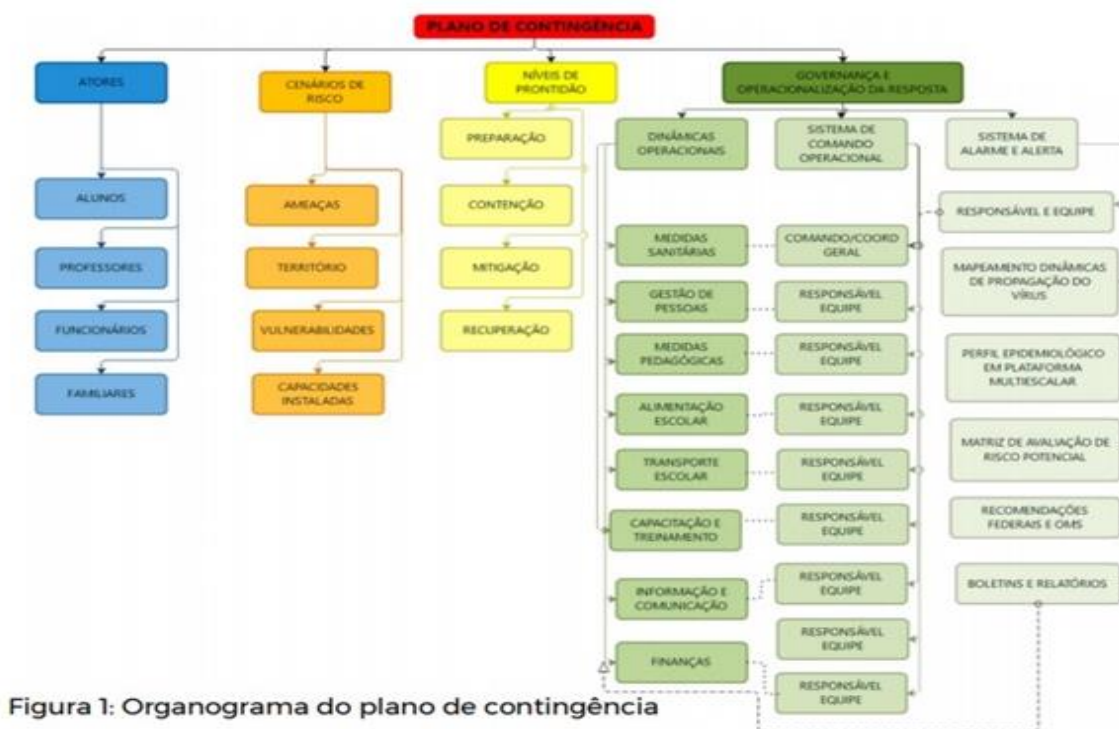 PLANO DE CONTINGÊNCIA
ATORES
CENÁRIOS DE
RISCO
NÍVEIS DE
PRONTIDÃO
GOVERNANÇA E
OPERACIONALIZAÇÃO DA RESPOSTA
ALUNOS
PROFESSORES
FUNCIONÁRIOS
FAMILIARES
AMEAÇAS
TERRITÓRIO
VULNERABILIDADES
CAPACIDADES
INSTALADAS
PREPARAÇÃO
CONTENÇÃO
MITIGAÇÃO
RECUPERAÇÃO
DINÂMICAS
OPERACIONAIS
MEDIDAS
SANITÁRIAS
GESTÃO DE
PESSOAS
MEDIDAS
PEDAGÓGICAS
ALIMENTAÇÃO
ESCOLAR
TRANSPORTE
ESCOLAR
CAPACITAÇÃO E
TREINAMENTO
INFORMAÇÃO E
COMUNICAÇÃO
FINANÇAS
SISTEMA DE
COMANDO
OPERACIONAL
COMANDO/COORD
GERAL
RESPONSÁVEL
EQUIPE
RESPONSÁVEL
EQUIPE
RESPONSÁVEL
EQUIPE
RESPONSÁVEL
EQUIPE
RESPONSÁVEL
EQUIPE
RESPONSÁVEL
EQUIPE
RESPONSÁVEL
EQUIPE
RESPONSÁVEL
EQUIPE
SISTEMA DE
ALARME E ALERTA
RESPONSÁVEL E EQUIPE
MAPEAMENTO DINÂMICAS
DE PROPAGAÇÃO DO
VÍRUS
PERFIL EPIDEMIOLÓGICO
EM PLATAFORMA
MULTIESCALAR
MATRIZ DE AVALIAÇÃO DE
RISCO POTENCIAL
RECOMENDAÇÕES
FEDERAIS E OMS
BOLETINS E RELATÓRIOS
Figura 1: Organograma do plano de contingência